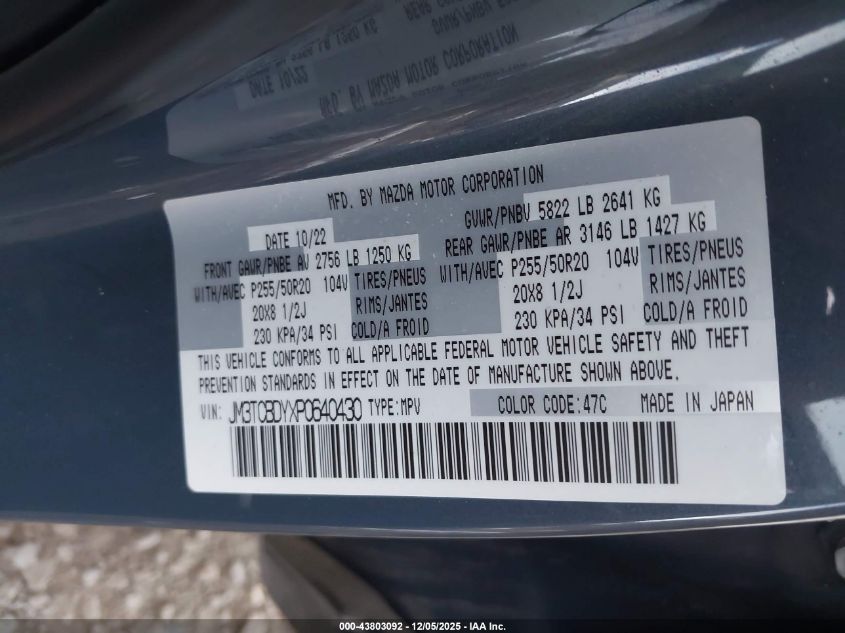 MFD. BY MAZDA MOTOR CORPORATION
DATE 10/22 GVWR/PNBV 5822 LB 2641 KG
FRONT GAWR/PNBE AV 2756 LB 1250 KG REAR GAWR/PNBE AR 3146 LB 1427 KG
WITH/AVEC P255/50R20 104V TIRES/PNEUS WITH/AVEC P255/50R20 104V TIRES/PNEUS
20X8 1/2J RIMS/JANTES 20X8 1/2J RIMS/JANTES
230 KPA/34 PSI COLD/A FROID 230 KPA/34 PSI COLD/A FROID
THIS VEHICLE CONFORMS TO ALL APPLICABLE FEDERAL MOTOR VEHICLE SAFETY AND THEFT
PREVENTION STANDARDS IN EFFECT ON THE DATE OF MANUFACTURE SHOWN ABOVE.
VIN: JM3TCBDYXP0640430 TYPE:MPV COLOR CODE:47C MADE IN JAPAN
000-43803092 - 12/05/2025 - IAA Inc.